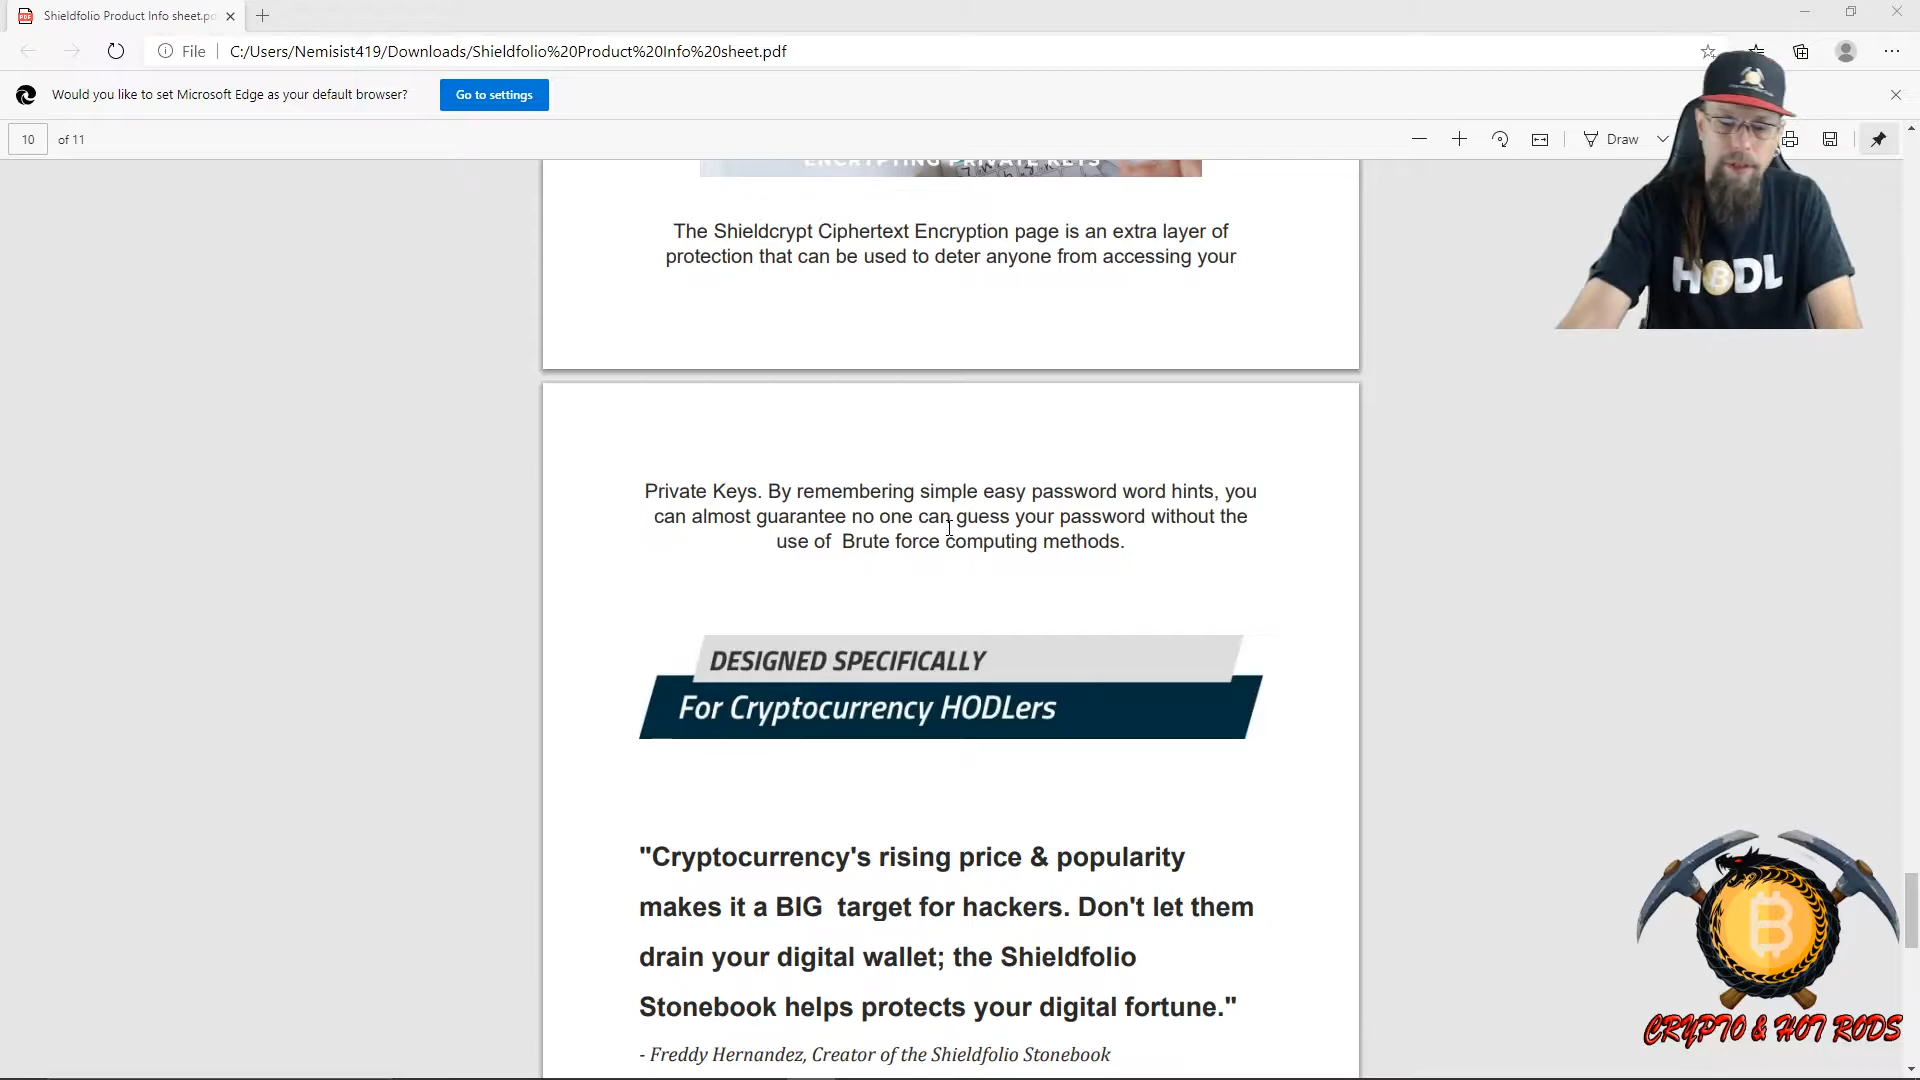 Shieldfolio Product Info sheet.pd
File
C:/Users/Nemisist419/Downloads/Shieldfolio%20Product%20Info%20sheet.pdf
Would you like to set Microsoft Edge as your default browser?
Go to settings
10 of 11
Draw
ENCRYPTING PRIVATE KEYS
The Shieldcrypt Ciphertext Encryption page is an extra layer of
protection that can be used to deter anyone from accessing your
HODL
Private Keys. By remembering simple easy password word hints, you
can almost guarantee no one can guess your password without the
use of  Brute force computing methods.
DESIGNED SPECIFICALLY
For Cryptocurrency HODLers
"Cryptocurrency's rising price & popularity
makes it a BIG  target for hackers. Don't let them
drain your digital wallet; the Shieldfolio
Stonebook helps protects your digital fortune."
- Freddy Hernandez, Creator of the Shieldfolio Stonebook
CRYPTO & HOT RODS